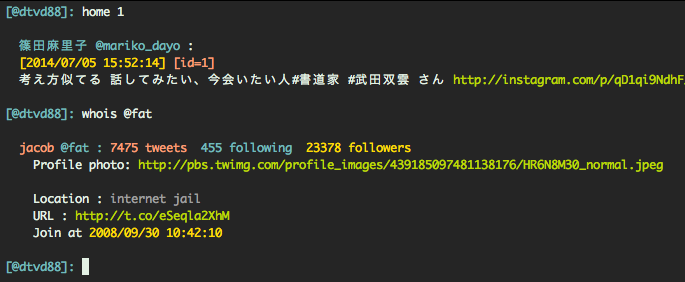 [@dtvd88]: home 1
篠田麻里子 @mariko_dayo :
[2014/07/05 15:52:14] [id=1]
考え方似てる 話してみたい、今会いたい人#書道家 #武田双雲 さん http://instagram.com/p/qD1qi9NdhF
[@dtvd88]: whois @fat
jacob @fat : 7475 tweets 455 following 23378 followers
Profile photo: http://pbs.twimg.com/profile_images/439185097481138176/HR6N8M30_normal.jpeg
Location : internet jail
URL : http://t.co/eSeqla2XhM
Join at 2008/09/30 10:42:10
[@dtvd88]: